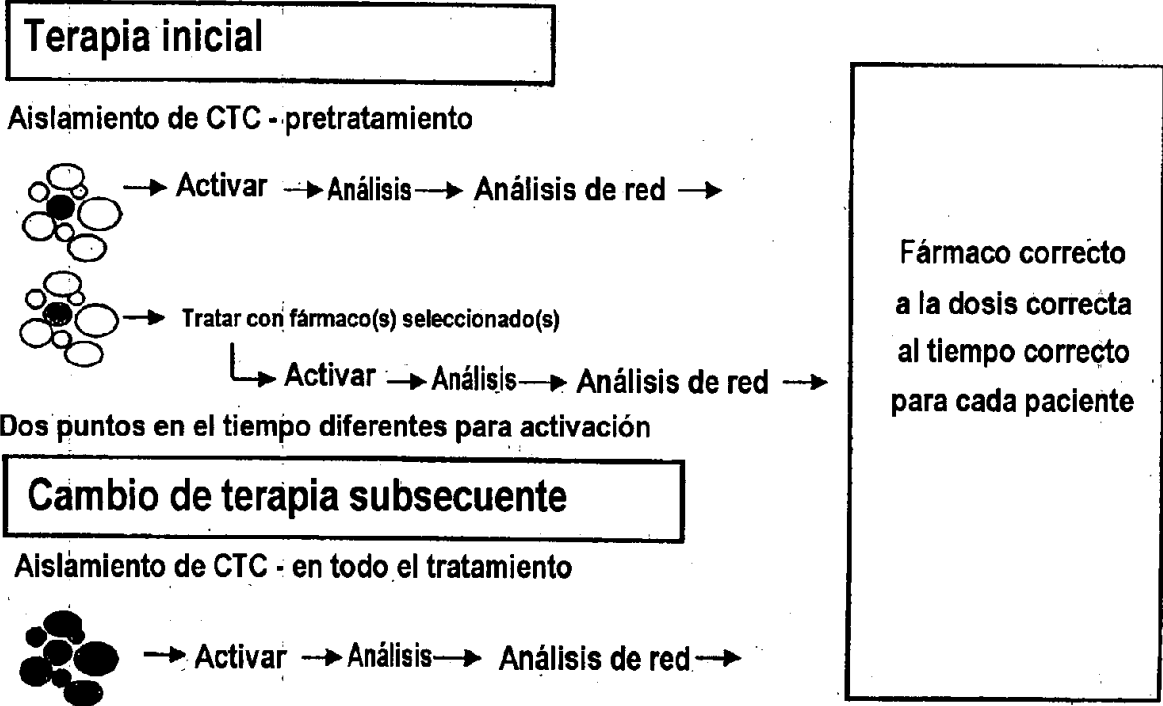 Terapia inicial
Aislamiento de CTC - pretratamiento
Activar Análisis Análisis de red
Tratar con fármaco(s) seleccionado(s)
Activar Análisis Análisis de red
Dos puntos en el tiempo diferentes para activación
Cambio de terapia subsecuente
Aislamiento de CTC - en todo el tratamiento
Activar Análisis Análisis de red
Fármaco correcto
a la dosis correcta
al tiempo correcto
para cada paciente